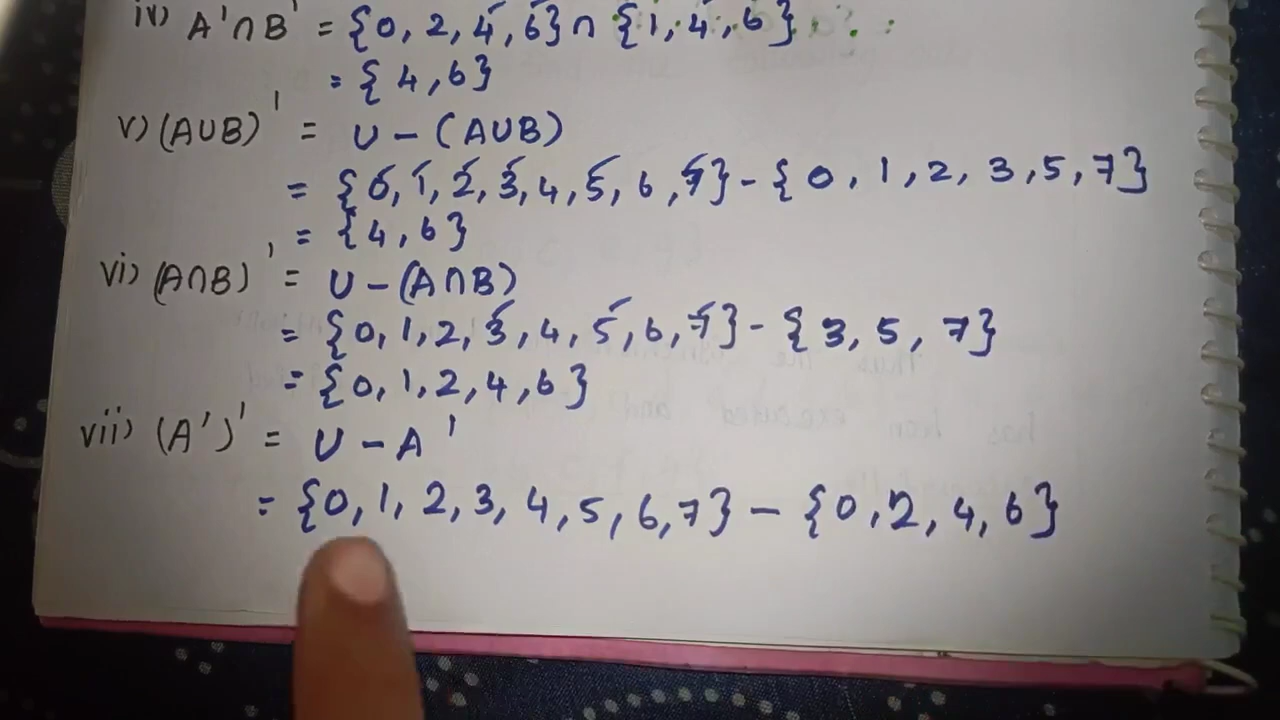 iv) A'∩B' = {0, 2, 4, 6} ∩ {1, 4, 6}
= {4, 6}
v) (A∪B)' = U - (A∪B)
= {0, 1, 2, 3, 4, 5, 6, 7} - {0, 1, 2, 3, 5, 7}
= {4, 6}
vi) (A∩B)' = U - (A∩B)
= {0, 1, 2, 3, 4, 5, 6, 7} - {3, 5, 7}
= {0, 1, 2, 4, 6}
vii) (A')' = U - A'
= {0, 1, 2, 3, 4, 5, 6, 7} - {0, 2, 4, 6}